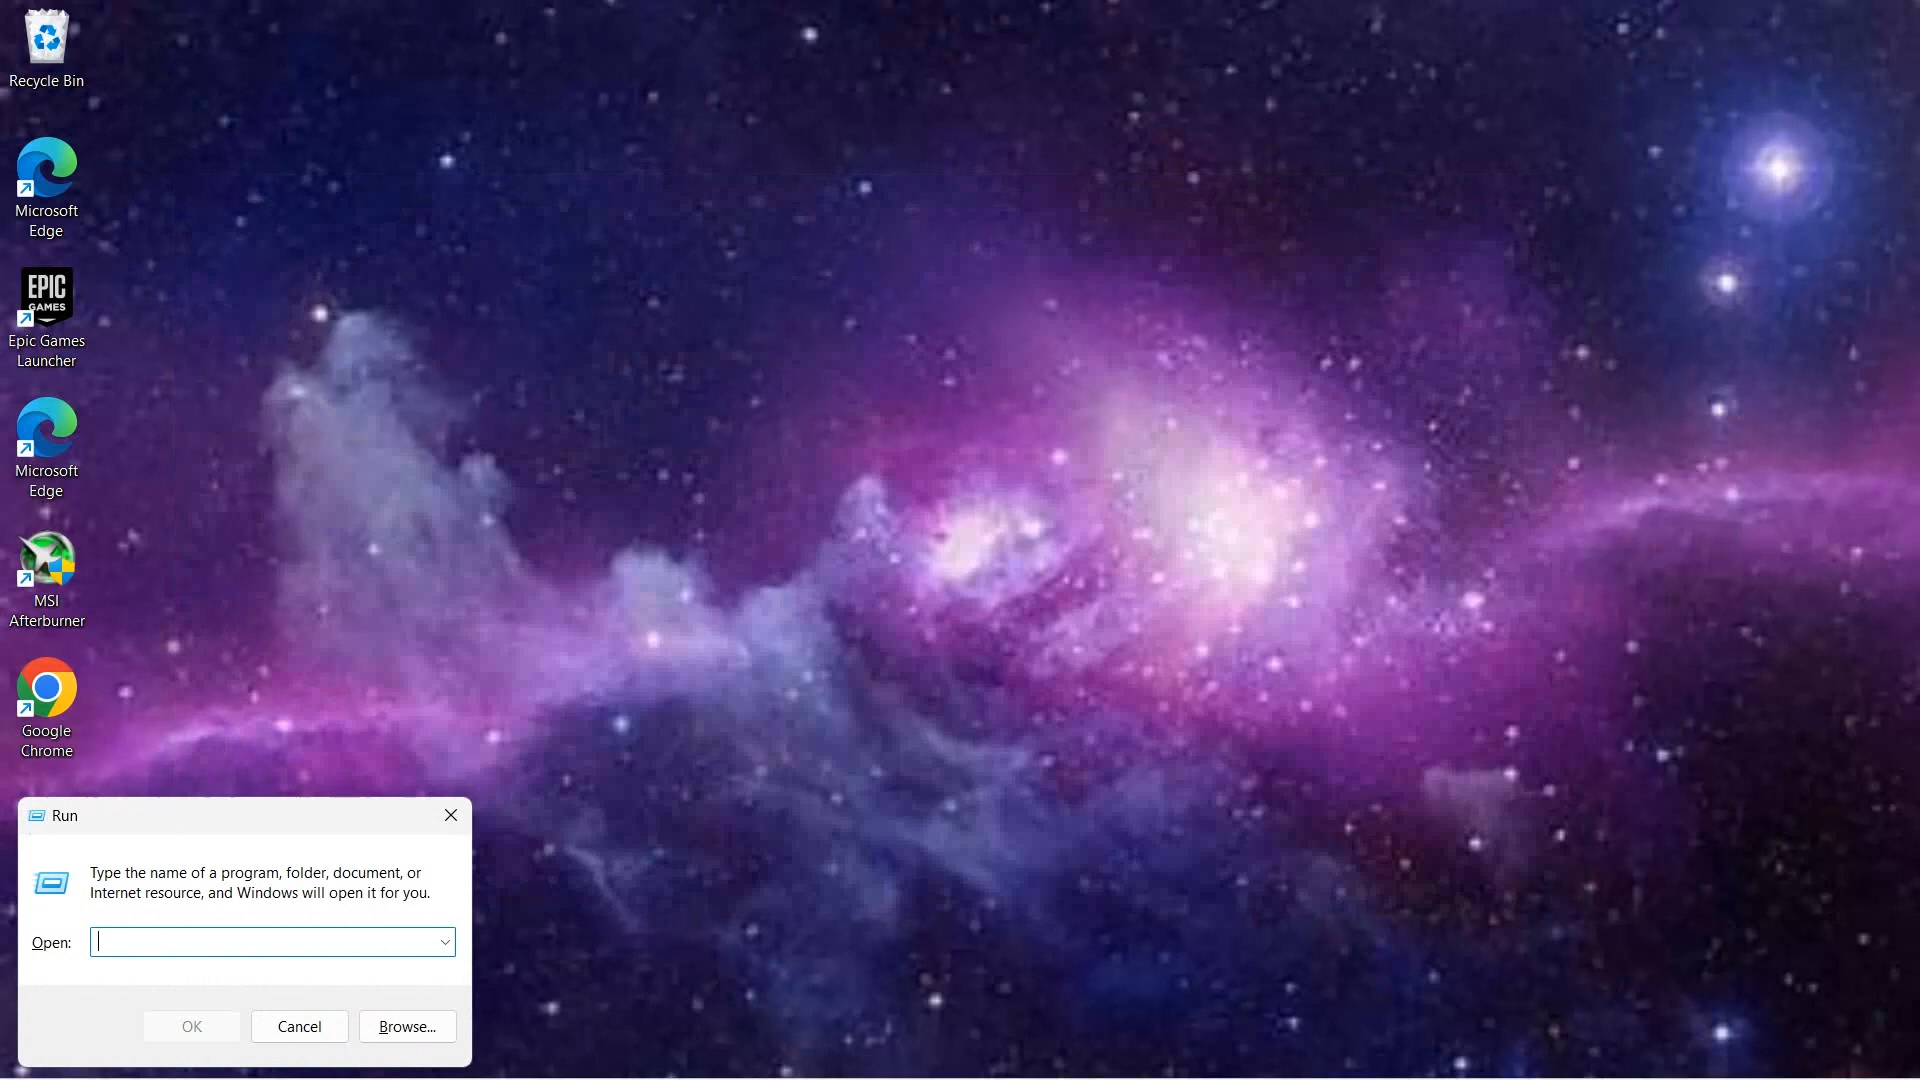 Recycle Bin
Microsoft
Edge
EPIC
GAMES
Epic Games
Launcher
Microsoft
Edge
MSI
Afterburner
Google
Chrome
Run
Type the name of a program, folder, document, or
Internet resource, and Windows will open it for you.
Open:
OK
Cancel
Browse...